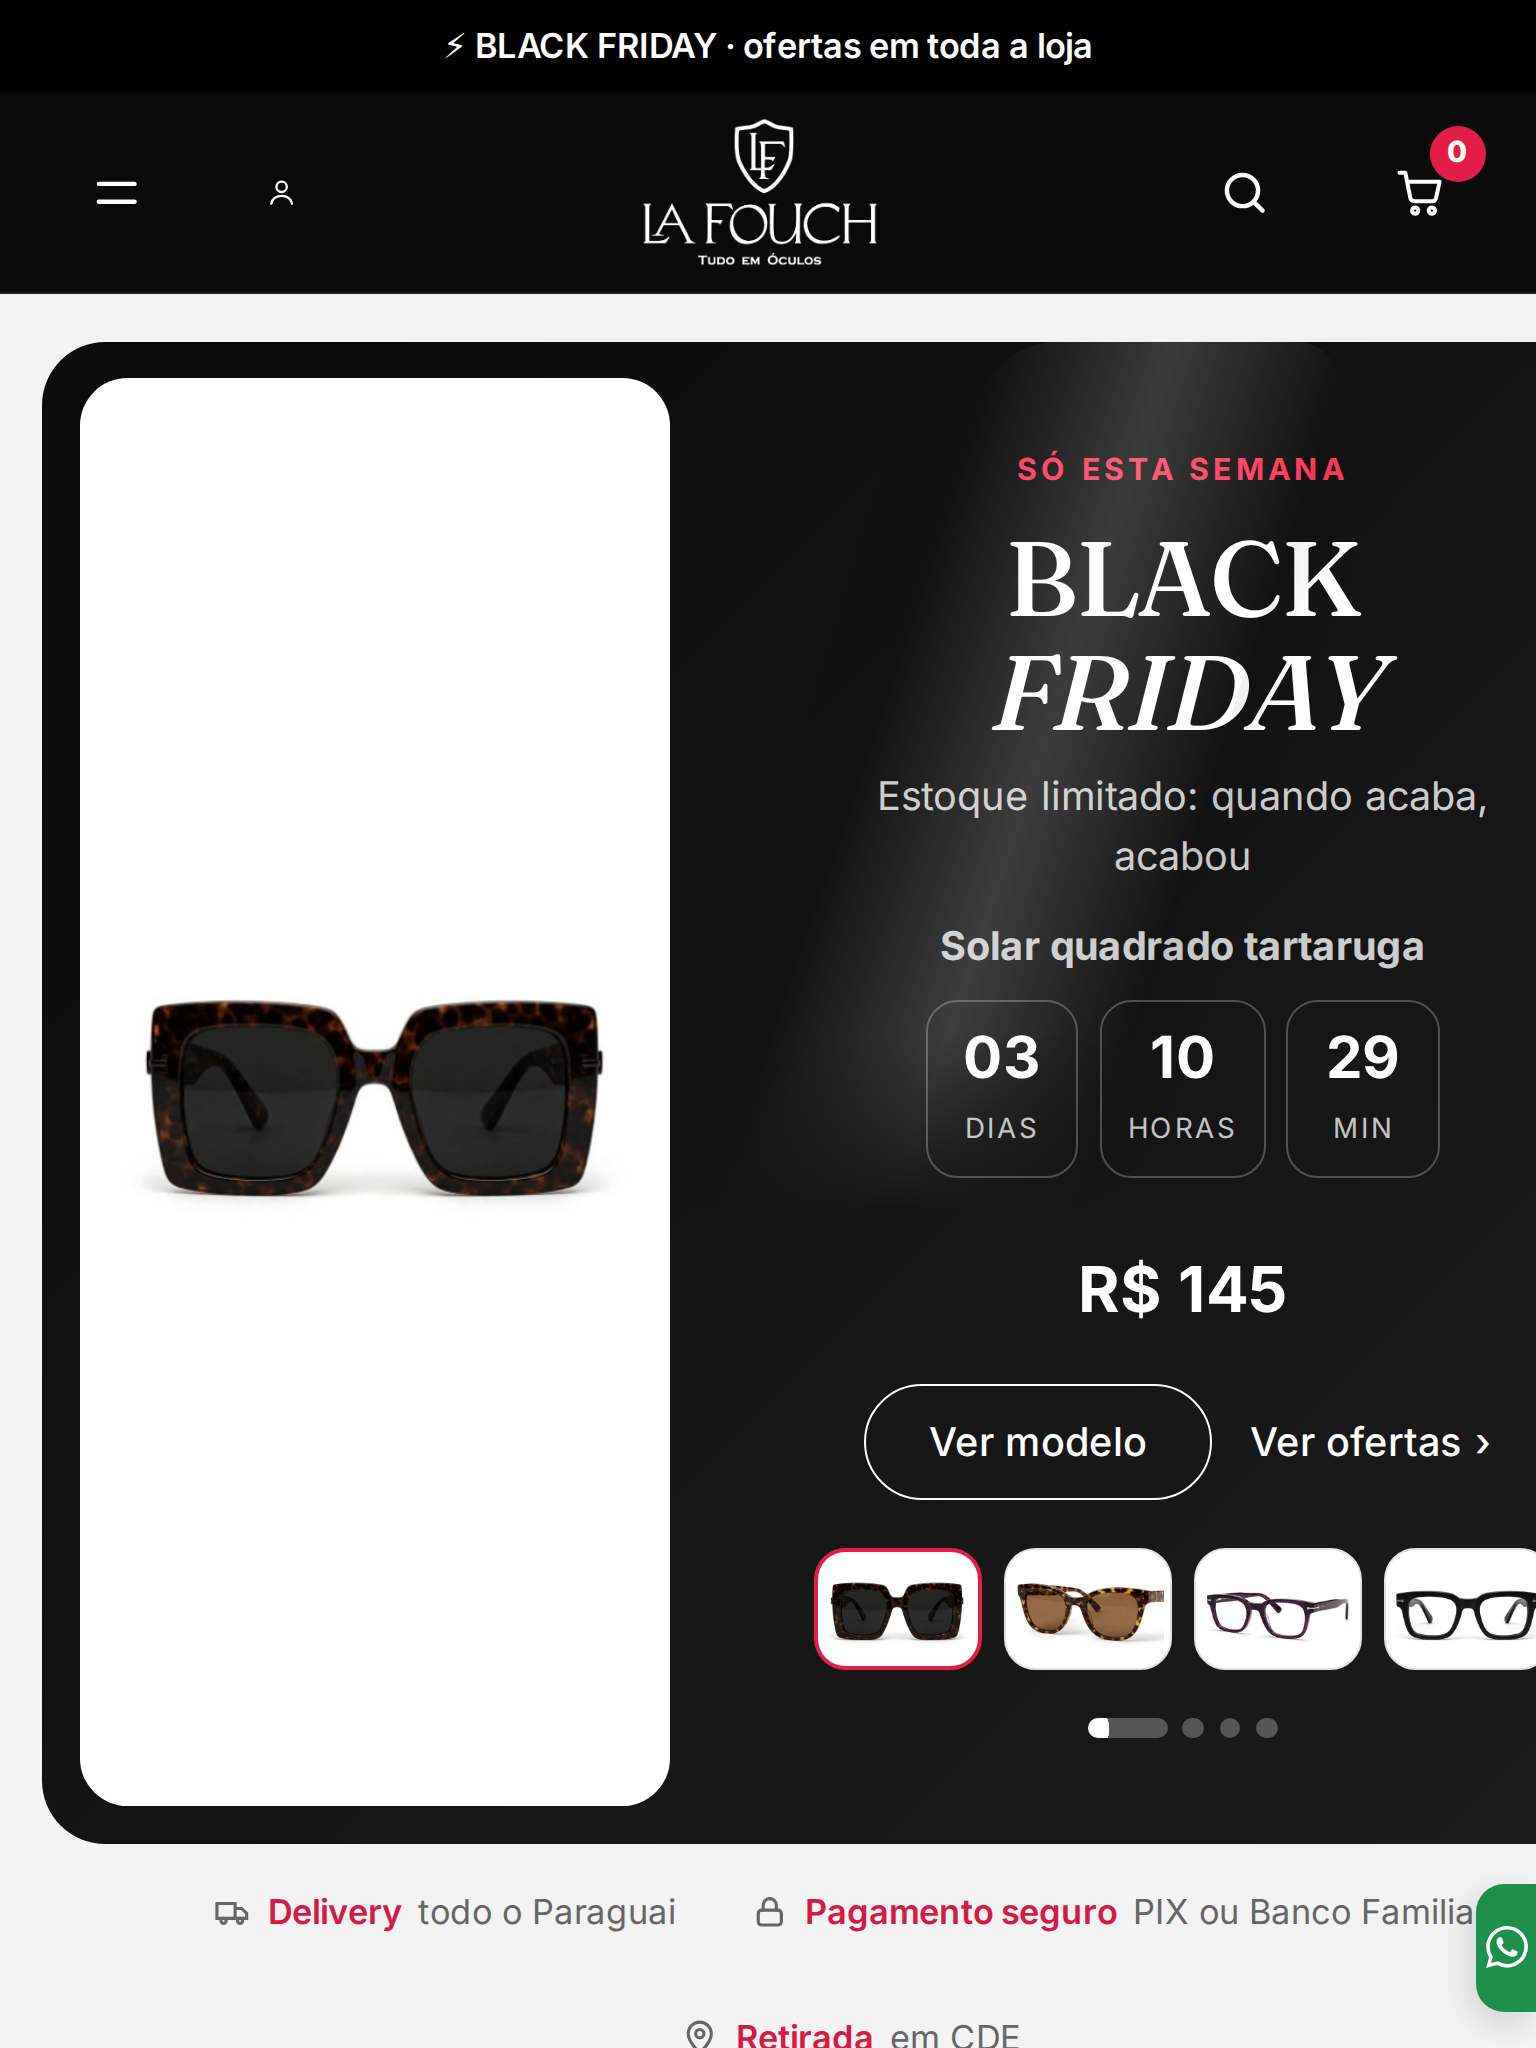 ⚡ BLACK FRIDAY · ofertas em toda a loja
0
LF
LA FOUCH
TUDO EM ÓCULOS
SÓ ESTA SEMANA
BLACK
FRIDAY
Estoque limitado: quando acaba,
acabou
Solar quadrado tartaruga
03 10 29
DIAS HORAS MIN
R$ 145
Ver modelo Ver ofertas ›
Delivery todo o Paraguai Pagamento seguro PIX ou Banco Familia
Retirada em CDE